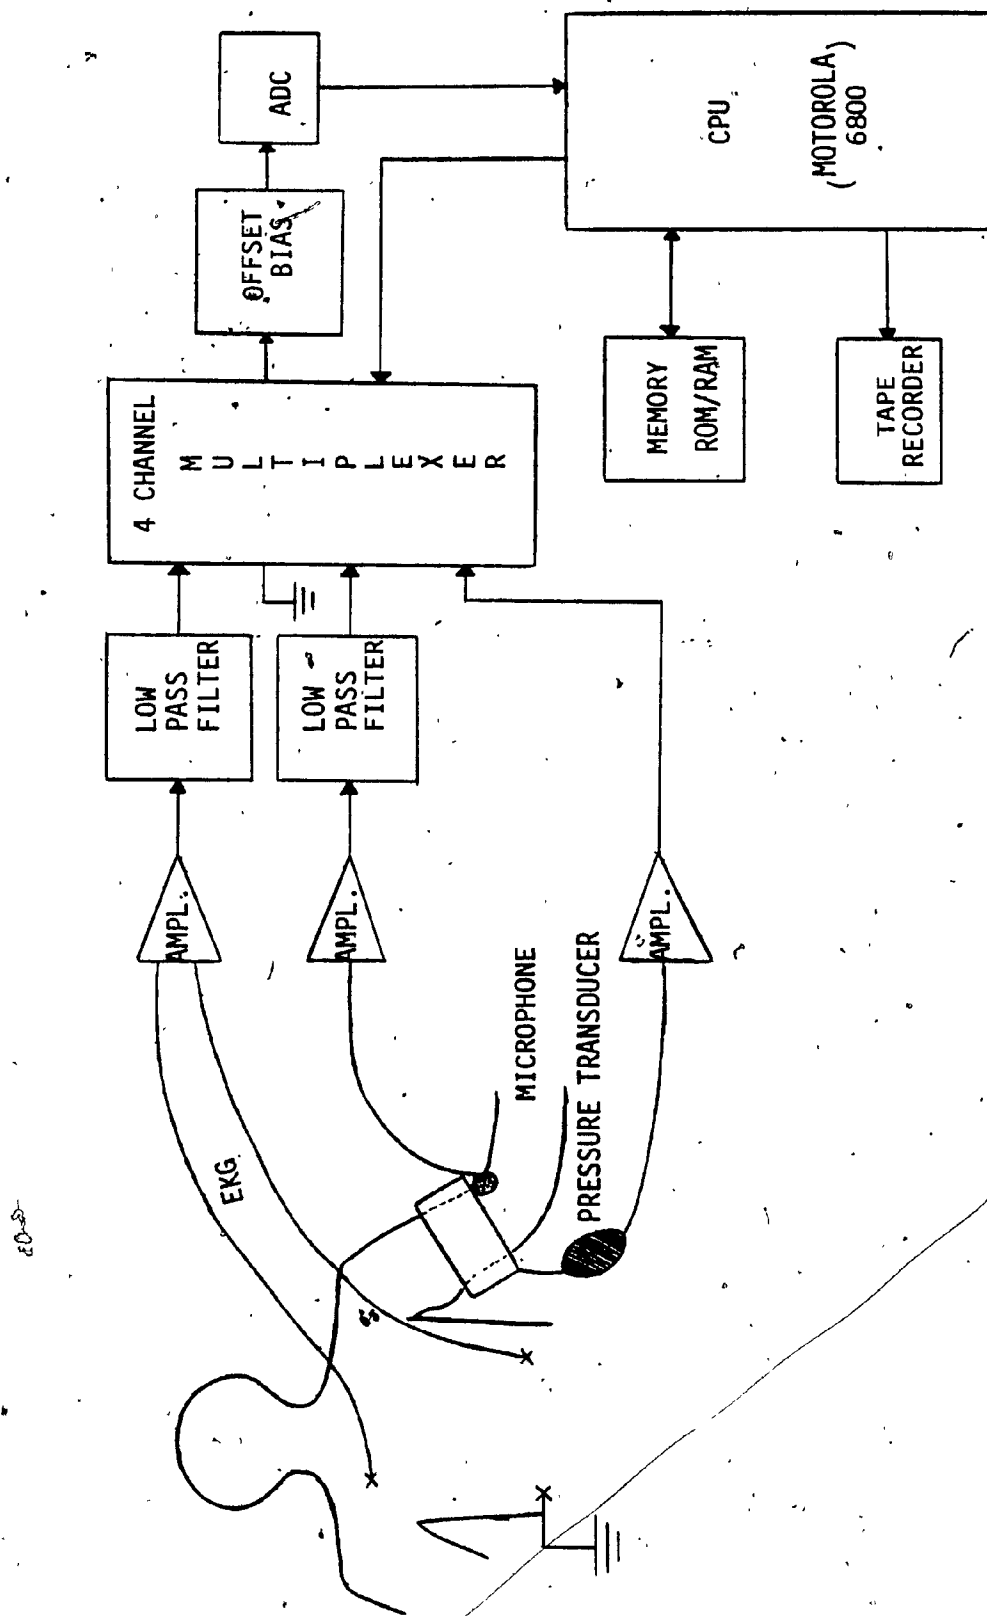 EKG
MICROPHONE
PRESSURE TRANSDUCER
AMPL.
AMPL.
AMPL.
LOW
PASS
FILTER
LOW
PASS
FILTER
4 CHANNEL
MULTIPLEXER
OFFSET
BIAS
ADC
CPU
(MOTOROLA)
6800
MEMORY
ROM/RAM
TAPE
RECORDER